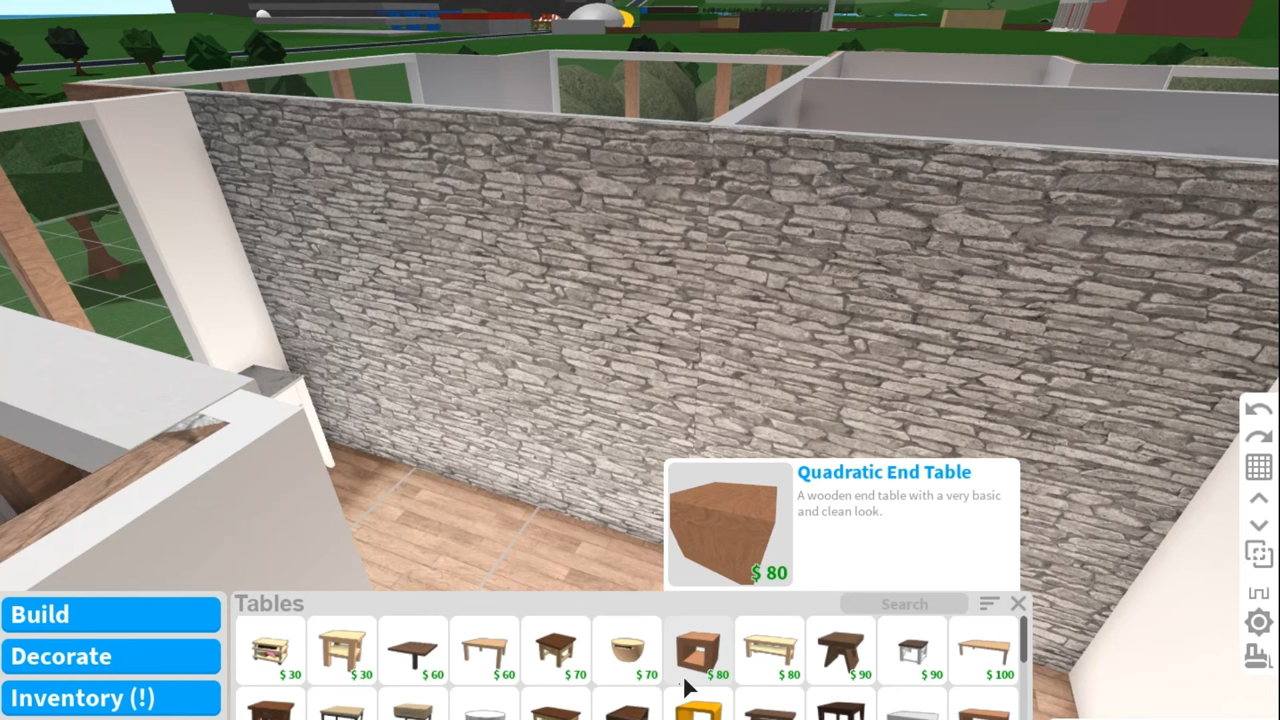 Quadratic End Table
A wooden end table with a very basic
and clean look.
$ 80
Build
Decorate
Inventory (!)
Tables
Search
$ 30
$ 30
$ 60
$ 60
$ 70
$ 70
$ 80
$ 80
$ 90
$ 90
$ 100